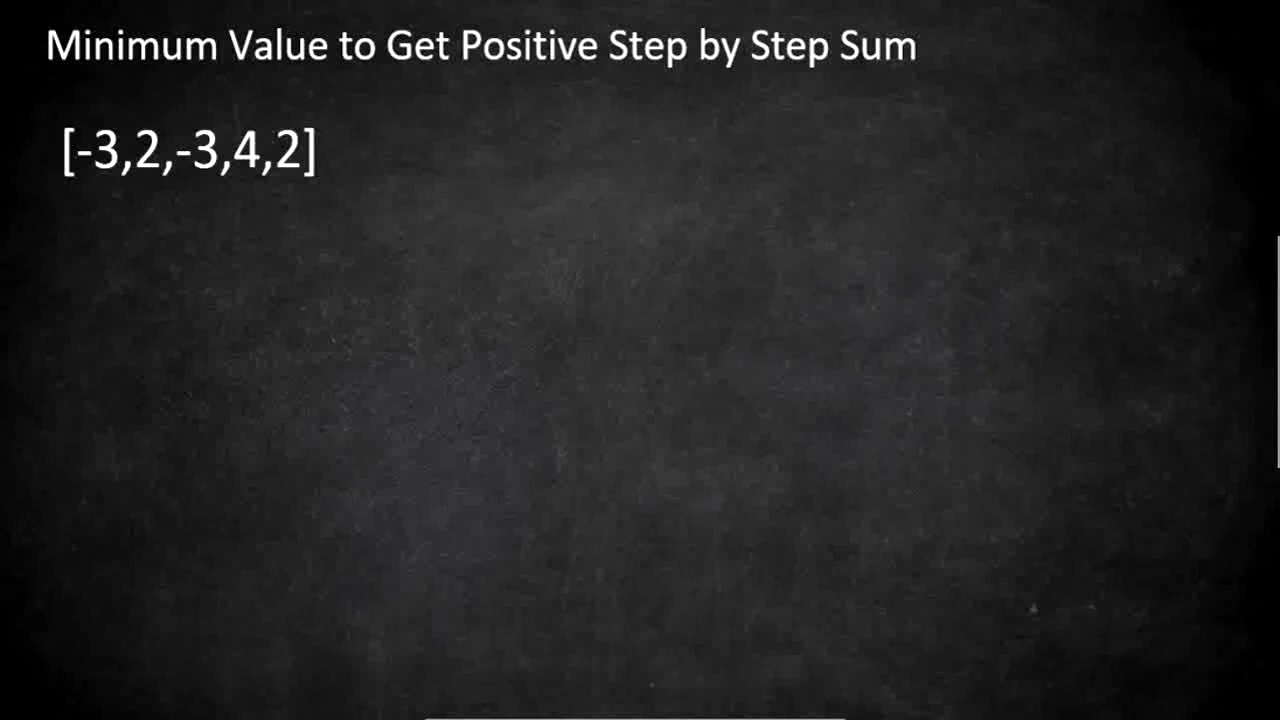 Minimum Value to Get Positive Step by Step Sum
[-3,2,-3,4,2]